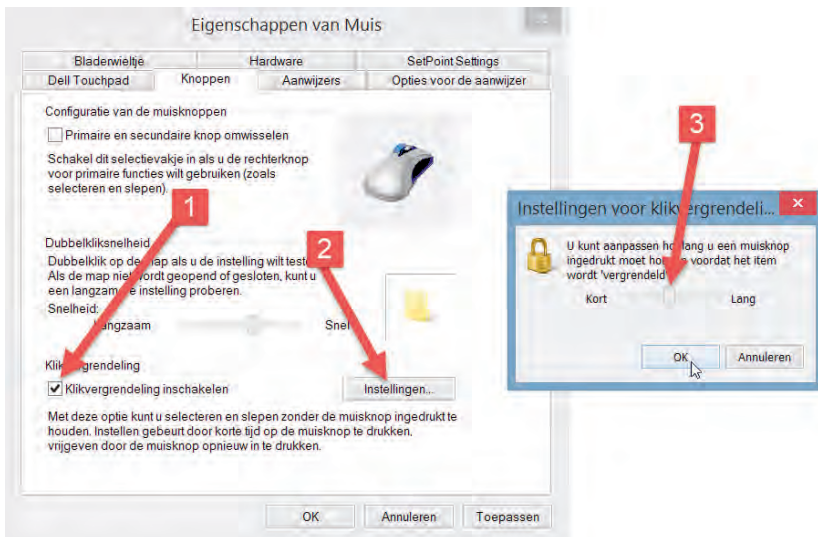 Eigenschappen van Muis
Bladerwieltje
Hardware
SetPoint Settings
Dell Touchpad
Knoppen
Aanwijzers
Opties voor de aanwijzer
Configuratie van de muisknoppen
Primaire en secundaire knop omwisselen
Schakel dit selectievakje in als u de rechterknop
voor primaire functies wilt gebruiken (zoals
selecteren en slepen).
1
Dubbelkliksnelheid
Dubbelklik op de map als u de instelling wilt
Als de map niet wordt geopend of gesloten, kunt u
een instelling proberen.
Snelheid:
Langzaam
Snel
2
inschakelen
Klikvergrendeling inschakelen
Instellingen...
Met deze optie kunt u selecteren en slepen zonder de muisknop ingedrukt te
houden. Instellen gebeurt door korte tijd op de muisknop te drukken,
vrijgeven door de muisknop opnieuw in te drukken.
OK
Annuleren
Toepassen
3
Instellingen voor klikvergrendeli...
U kunt aanpassen hoe lang u een muisknop
ingedrukt moet voordat het item
wordt 'vergrendeld
Kort
Lang
OK
Annuleren